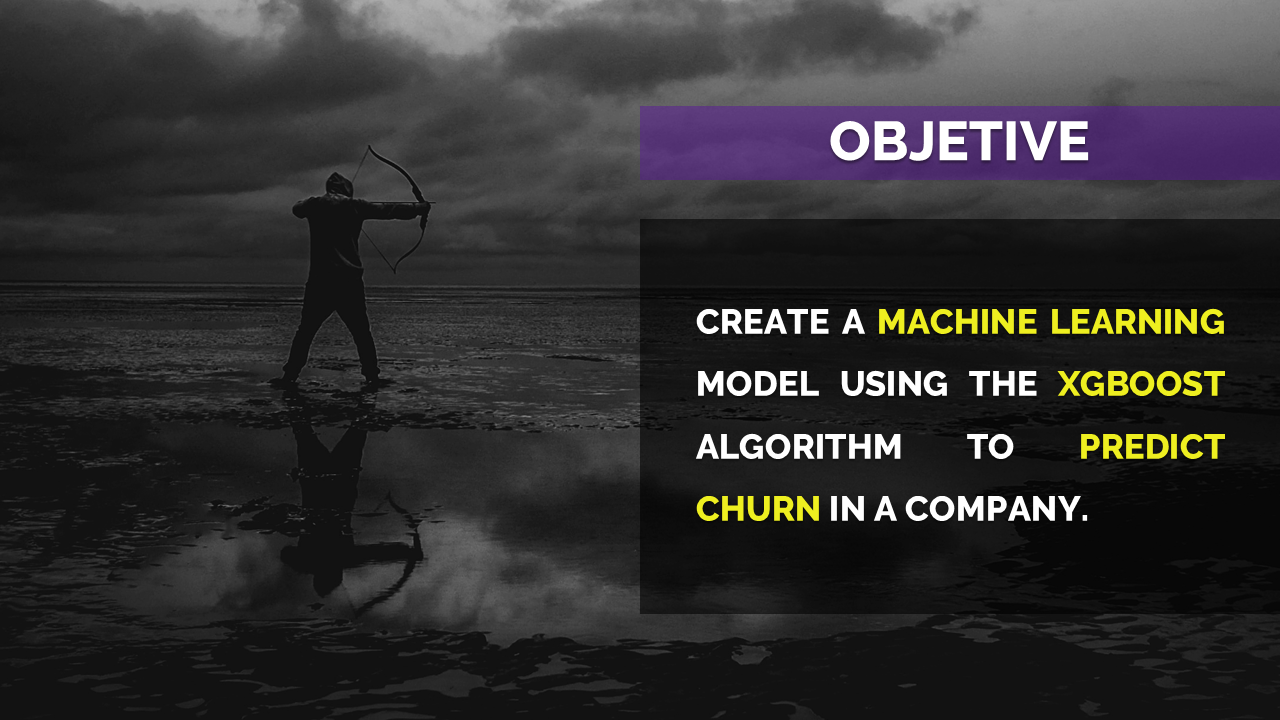 OBJETIVE
CREATE A MACHINE LEARNING
MODEL USING THE XGBOOST
ALGORITHM TO PREDICT
CHURN IN A COMPANY.